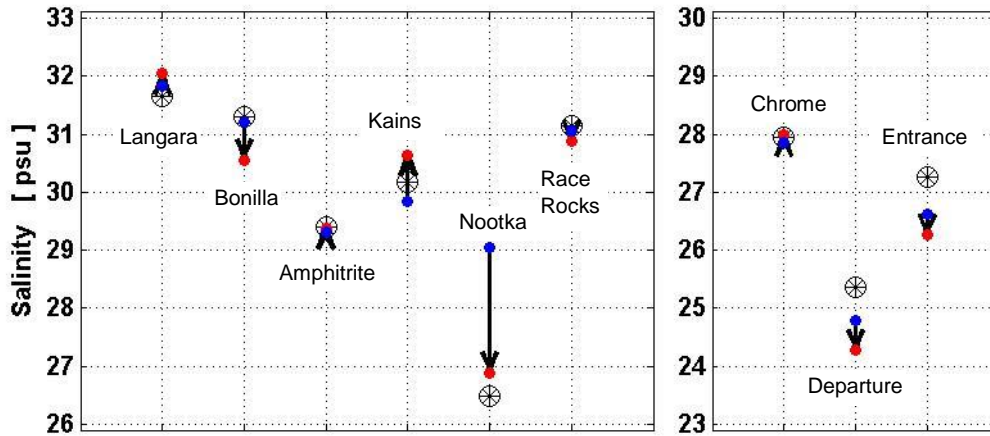 Salinity [ psu ]
33
32
31
30
29
28
27
26
Langara
Bonilla
Amphitrite
Kains
Nootka
Race
Rocks
30
29
28
27
26
25
24
23
Chrome
Entrance
Departure